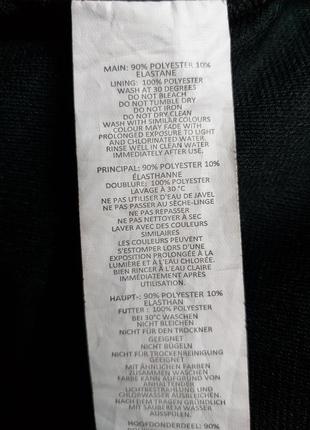 MAIN: 90% POLYESTER 10%
ELASTANE
LINING: 100% POLYESTER
WASH AT 30 DEGREES
DO NOT BLEACH
DO NOT TUMBLE DRY
DO NOT IRON
DO NOT DRY CLEAN
WASH WITH SIMILAR COLOURS
COLOUR MAY FADE WITH
PROLONGED EXPOSURE TO LIGHT
AND CHLORINATED WATER.
RINSE WELL IN CLEAN WATER
IMMEDIATELY AFTER USE.
PRINCIPAL: 90% POLYESTER 10%
ÉLASTHANNE
DOUBLURE: 100% POLYESTER
LAVAGE À 30 °C
NE PAS UTILISER D'EAU DE JAVEL
NE PAS PASSER AU SÈCHE-LINGE
NE PAS REPASSER
NE PAS NETTOYER À SEC
LAVER AVEC DES COULEURS
SIMILAIRES
LES COULEURS PEUVENT
S'ESTOMPER LORS D'UNE
EXPOSITION PROLONGÉE À LA
LUMIÈRE ET À L'EAU CHLORÉE.
BIEN RINCER À L'EAU CLAIRE
IMMÉDIATEMENT APRÈS
UTILISATION.
HAUPT-: 90% POLYESTER 10%
ELASTHAN
FUTTER : 100% POLYESTER
BEI 30°C WASCHEN
NICHT BLEICHEN
NICHT FÜR DEN TROCKNER
GEEIGNET
NICHT BÜGELN
NICHT FÜR TROCKENREINIGUNG
GEEIGNET
MIT ÄHNLICHEN FARBEN
ZUSAMMEN WASCHEN
FARBE KANN AUFGRUND VON
ANHALTENDER
LICHTBESTRAHLUNG UND
CHLORWASSER AUSBLEICHEN.
NACH DEM TRAGEN GRÜNDLICH
MIT SAUBEREM WASSER
AUSSPÜLEN.
HOOFDONDERDEEL: 90%